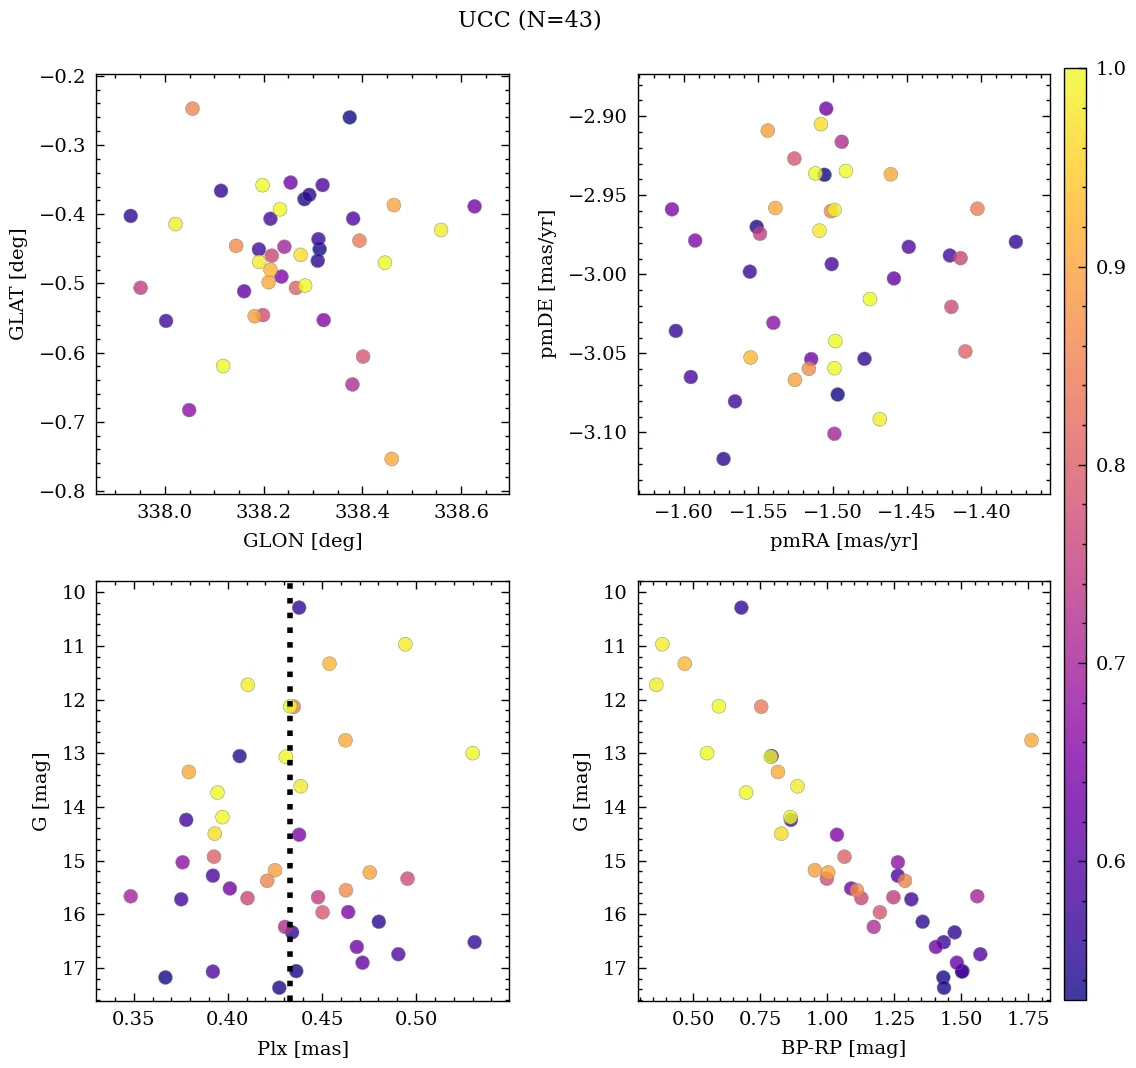 UCC (N=43)
−0.2
−0.3
−0.4
−0.5
−0.6
−0.7
−0.8
GLAT [deg]
338.0 338.2 338.4 338.6
GLON [deg]
−2.90
−2.95
−3.00
−3.05
−3.10
pmDE [mas/yr]
−1.60 −1.55 −1.50 −1.45 −1.40
pmRA [mas/yr]
1.0
0.9
0.8
0.7
0.6
10
11
12
13
14
15
16
17
G [mag]
0.35 0.40 0.45 0.50
Plx [mas]
10
11
12
13
14
15
16
17
G [mag]
0.50 0.75 1.00 1.25 1.50 1.75
BP-RP [mag]